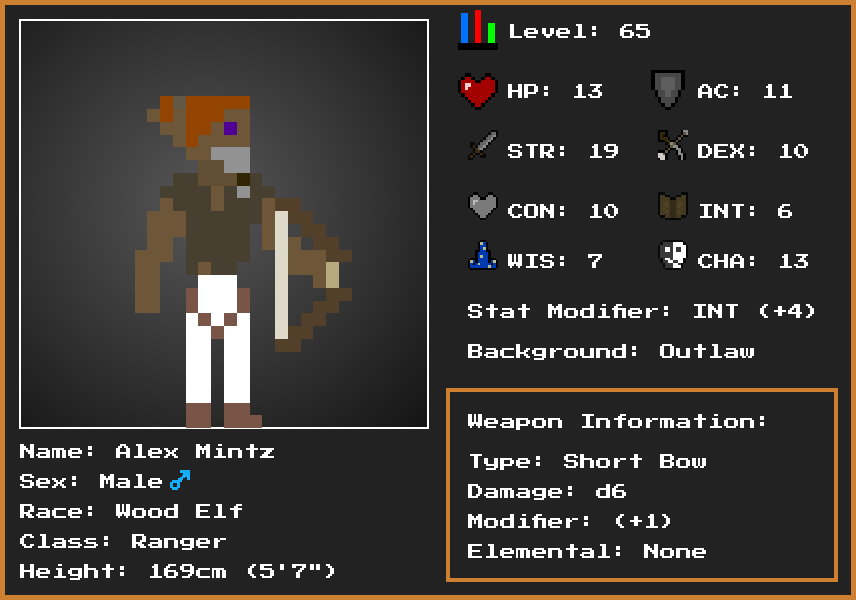 Level: 65
HP: 13
AC: 11
STR: 19
DEX: 10
CON: 10
INT: 6
WIS: 7
CHA: 13
Stat Modifier: INT (+4)
Background: Outlaw
Weapon Information:
Type: Short Bow
Damage: d6
Modifier: (+1)
Elemental: None
Name: Alex Mintz
Sex: Male♂
Race: Wood Elf
Class: Ranger
Height: 169cm (5'7")